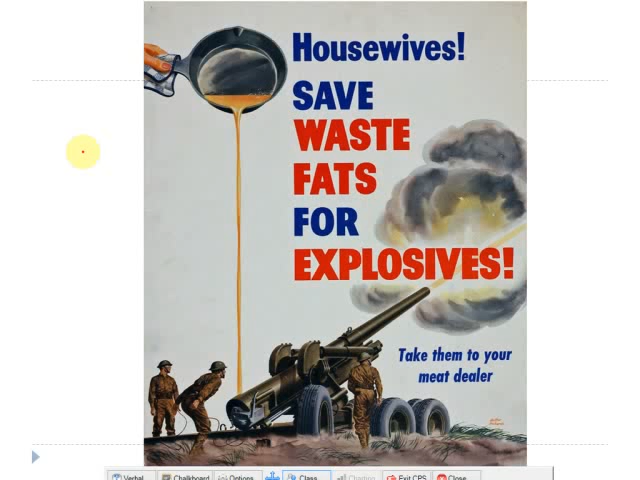 Housewives!
SAVE
WASTE
FATS
FOR
EXPLOSIVES!
Take them to your
meat dealer
Verbal Chalkboard Options Class Charting Exit CPS Close